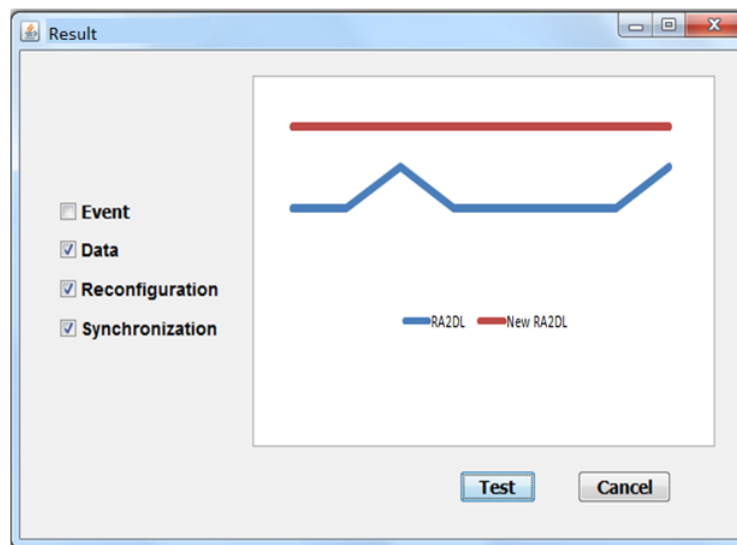 Result
Event
Data
Reconfiguration
Synchronization
RA2DL New RA2DL
Test Cancel